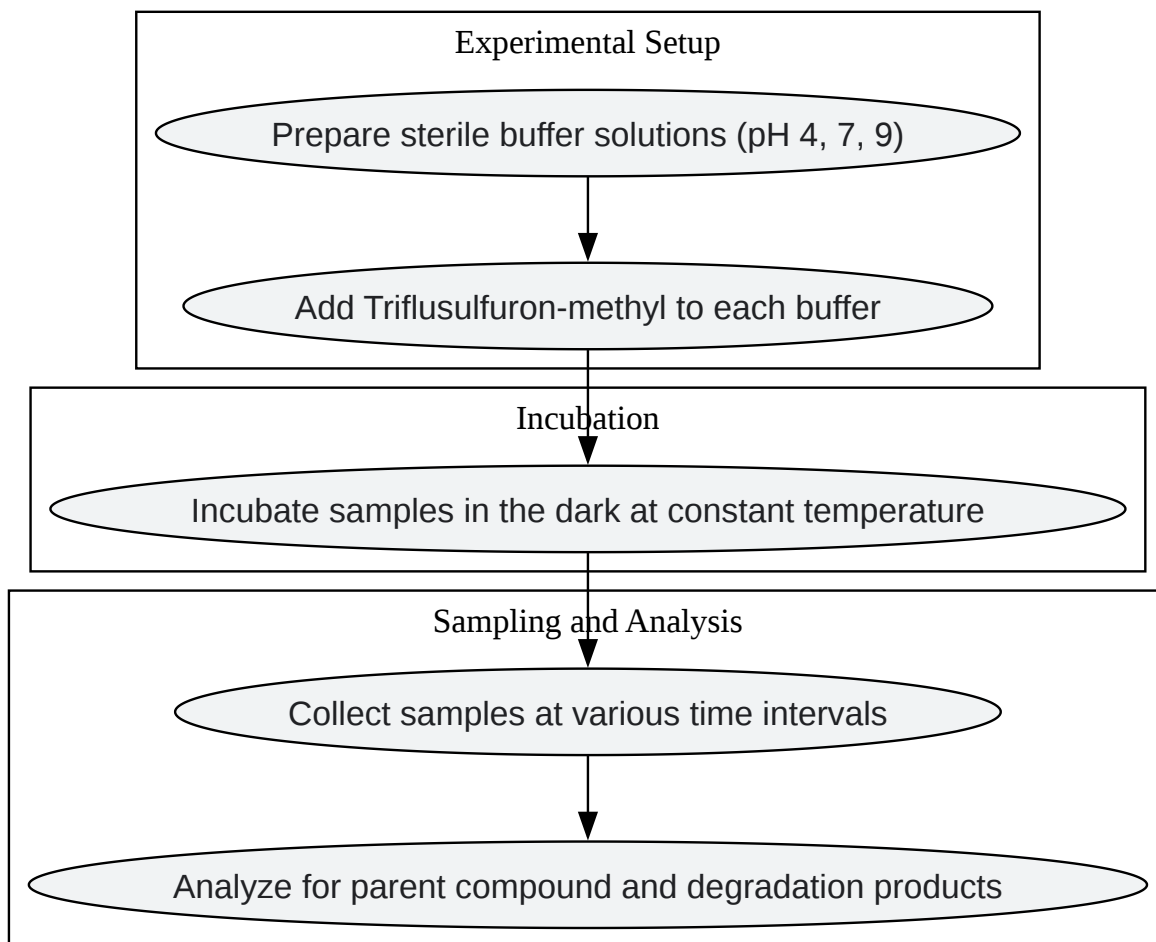 Experimental Setup
Prepare sterile buffer solutions (pH 4, 7, 9)
Add Triflusulfuron-methyl to each buffer
Incubation
Incubate samples in the dark at constant temperature
Sampling and Analysis
Collect samples at various time intervals
Analyze for parent compound and degradation products